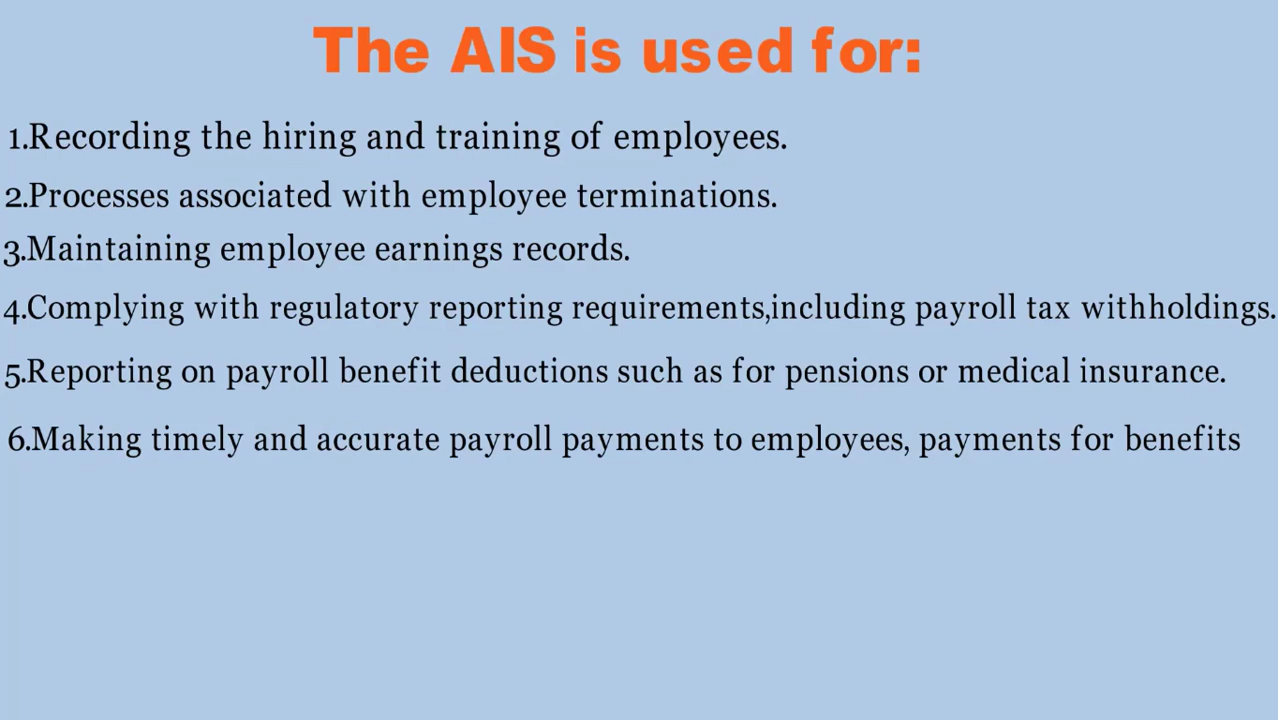 The AIS is used for:
1.Recording the hiring and training of employees.
2.Processes associated with employee terminations.
3.Maintaining employee earnings records.
4.Complying with regulatory reporting requirements,including payroll tax withholdings.
5.Reporting on payroll benefit deductions such as for pensions or medical insurance.
6.Making timely and accurate payroll payments to employees, payments for benefits